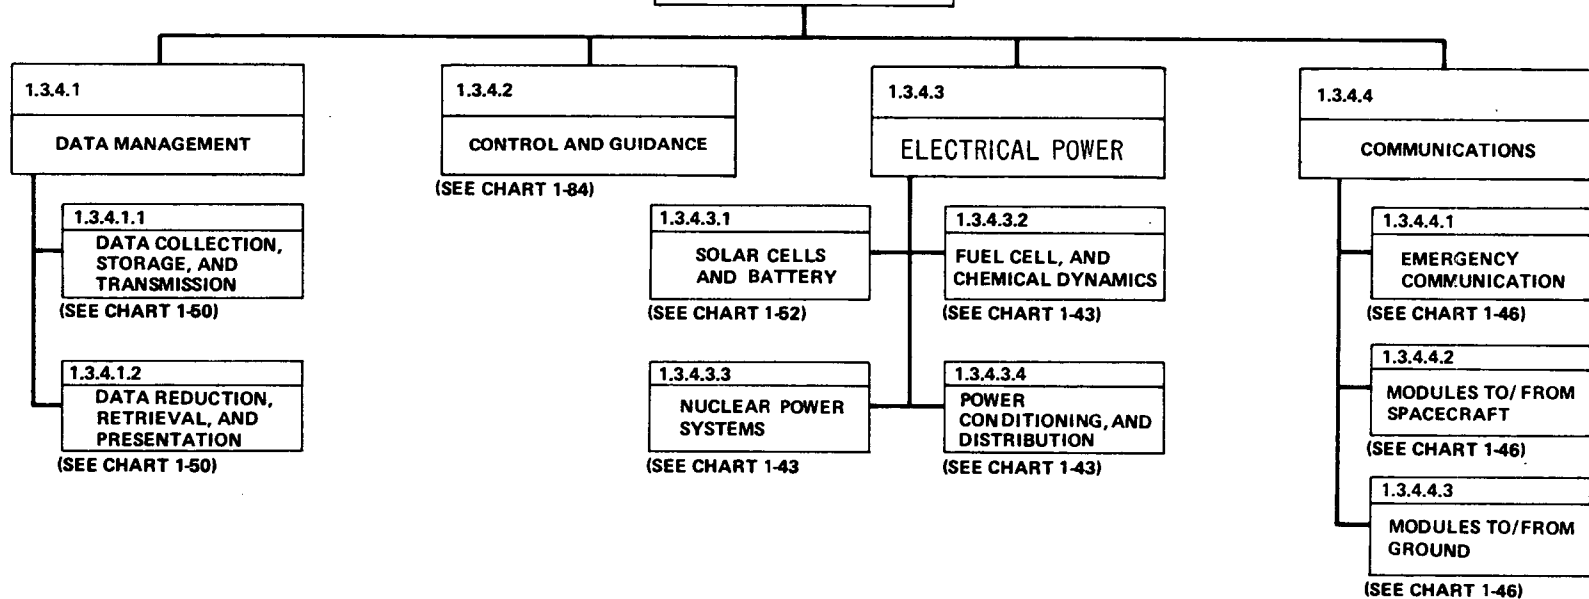 1.3.4.1
DATA MANAGEMENT
1.3.4.1.1
DATA COLLECTION,
STORAGE, AND
TRANSMISSION
(SEE CHART 1-50)
1.3.4.1.2
DATA REDUCTION,
RETRIEVAL, AND
PRESENTATION
(SEE CHART 1-50)
1.3.4.2
CONTROL AND GUIDANCE
(SEE CHART 1-84)
1.3.4.3
ELECTRICAL POWER
1.3.4.3.1
SOLAR CELLS
AND BATTERY
(SEE CHART 1-52)
1.3.4.3.2
FUEL CELL, AND
CHEMICAL DYNAMICS
(SEE CHART 1-43)
1.3.4.3.3
NUCLEAR POWER
SYSTEMS
(SEE CHART 1-43
1.3.4.3.4
POWER
CONDITIONING, AND
DISTRIBUTION
(SEE CHART 1-43)
1.3.4.4
COMMUNICATIONS
1.3.4.4.1
EMERGENCY
COMMUNICATION
(SEE CHART 1-46)
1.3.4.4.2
MODULES TO/FROM
SPACECRAFT
(SEE CHART 1-46)
1.3.4.4.3
MODULES TO/FROM
GROUND
(SEE CHART 1-46)